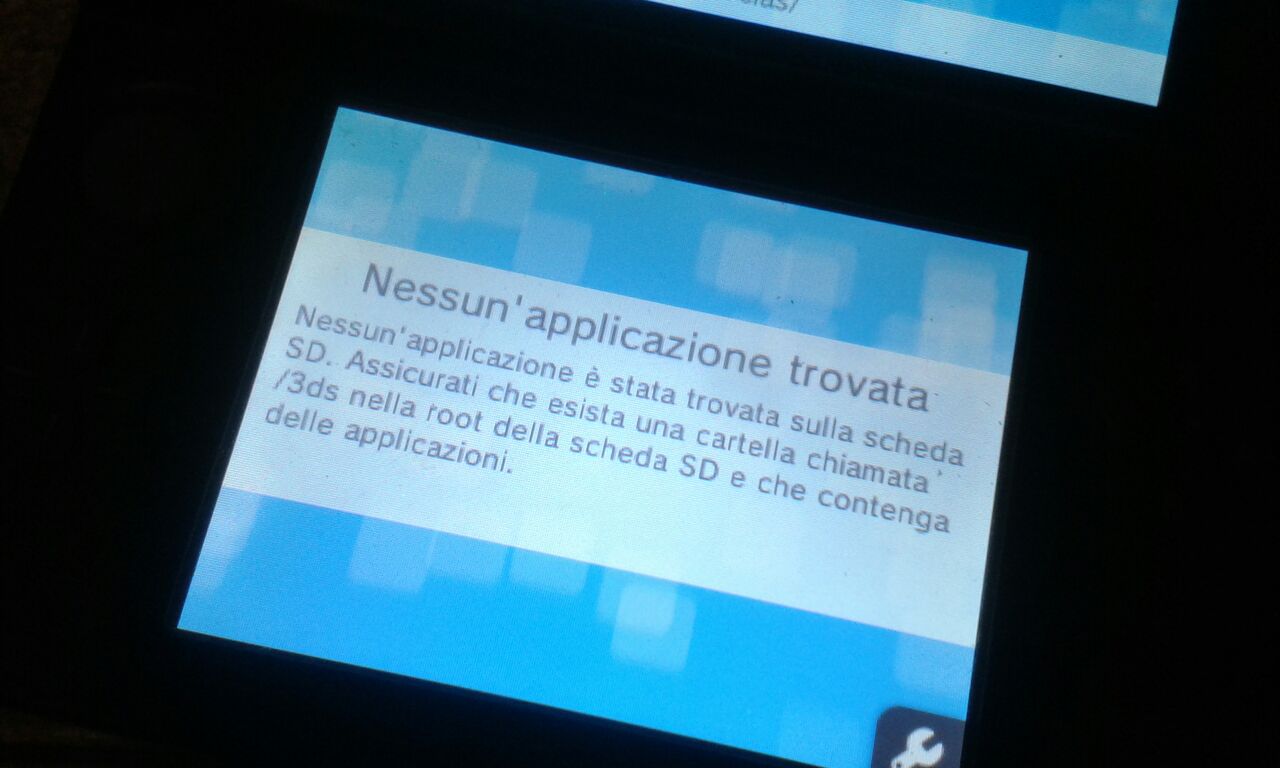 Nessun'applicazione trovata
Nessun'applicazione è stata trovata sulla scheda
SD. Assicurati che esista una cartella chiamata
/3ds nella root della scheda SD e che contenga
delle applicazioni.